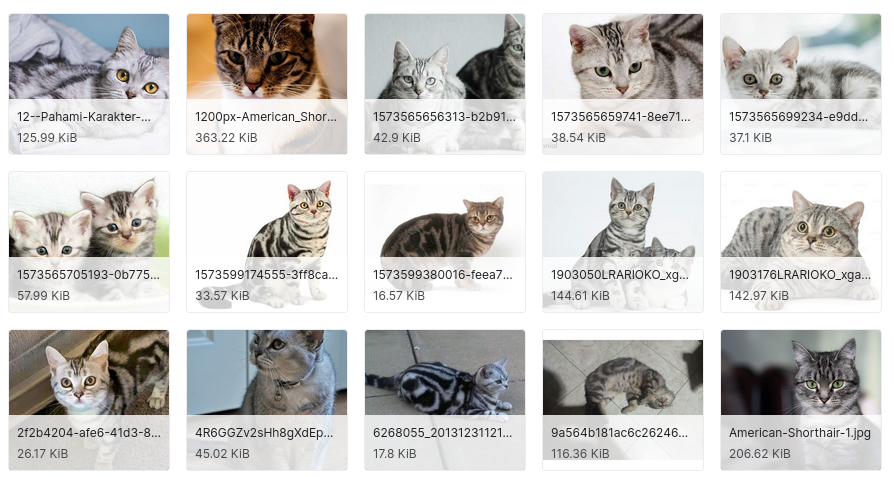 12--Pahami-Karakter-...
125.99 KiB
1200px-American_Shor...
363.22 KiB
1573565656313-b2b91...
42.9 KiB
1573565659741-8ee71...
38.54 KiB
1573565699234-e9dd...
37.1 KiB
1573565705193-0b775...
57.99 KiB
1573599174555-3ff8ca...
33.57 KiB
1573599380016-feea7...
16.57 KiB
1903050LRARIOKO_xg...
144.61 KiB
1903176LRARIOKO_xga...
142.97 KiB
2f2b4204-afe6-41d3-8...
26.17 KiB
4R6GGZv2sHh8gXdEp...
45.02 KiB
6268055_20131231121...
17.8 KiB
9a564b181ac6c26246...
116.36 KiB
American-Shorthair-1.jpg
206.62 KiB